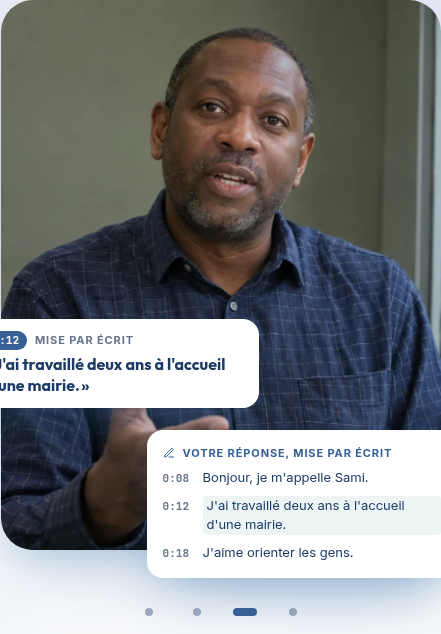 :12 MISE PAR ÉCRIT
J'ai travaillé deux ans à l'accueil
une mairie. »
VOTRE RÉPONSE, MISE PAR ÉCRIT
0:08 Bonjour, je m'appelle Sami.
0:12 J'ai travaillé deux ans à l'accueil
d'une mairie.
0:18 J'aime orienter les gens.